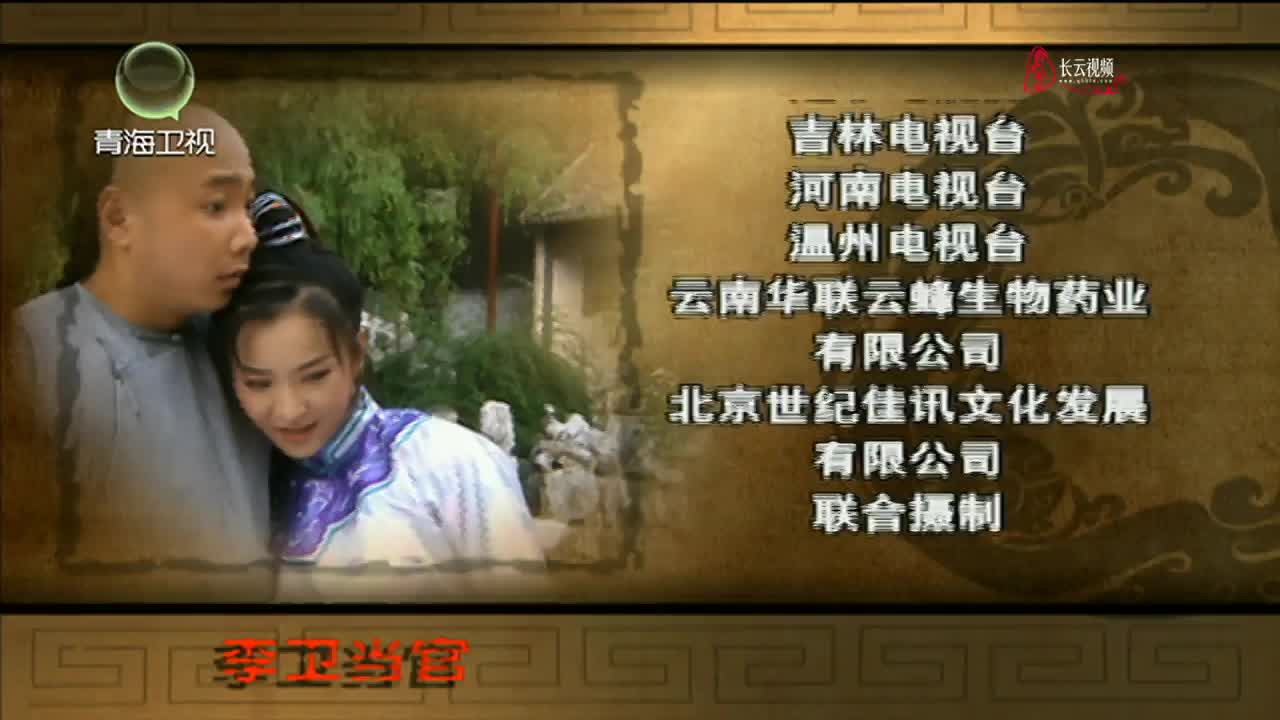 青海卫视
长云视频
吉林电视台
河南电视台
温州电视台
云南华联云蜂生物药业
有限公司
北京世纪佳讯文化发展
有限公司
联合摄制
李卫当官